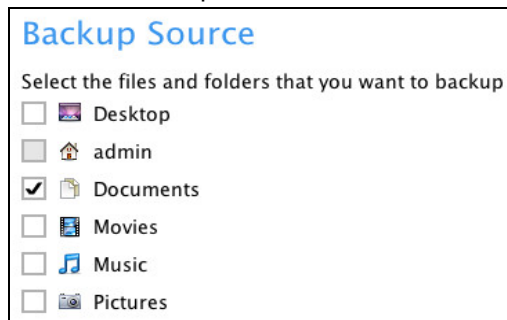 Backup Source
Select the files and folders that you want to backup
Desktop
admin
Documents
Movies
Music
Pictures